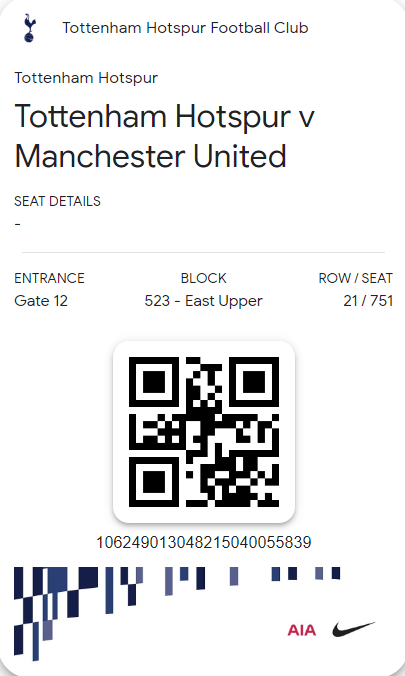 Tottenham Hotspur Football Club
Tottenham Hotspur
Tottenham Hotspur v
Manchester United
SEAT DETAILS
-
ENTRANCE BLOCK ROW / SEAT
Gate 12 523 - East Upper 21 / 751
106249013048215040055839
AIA